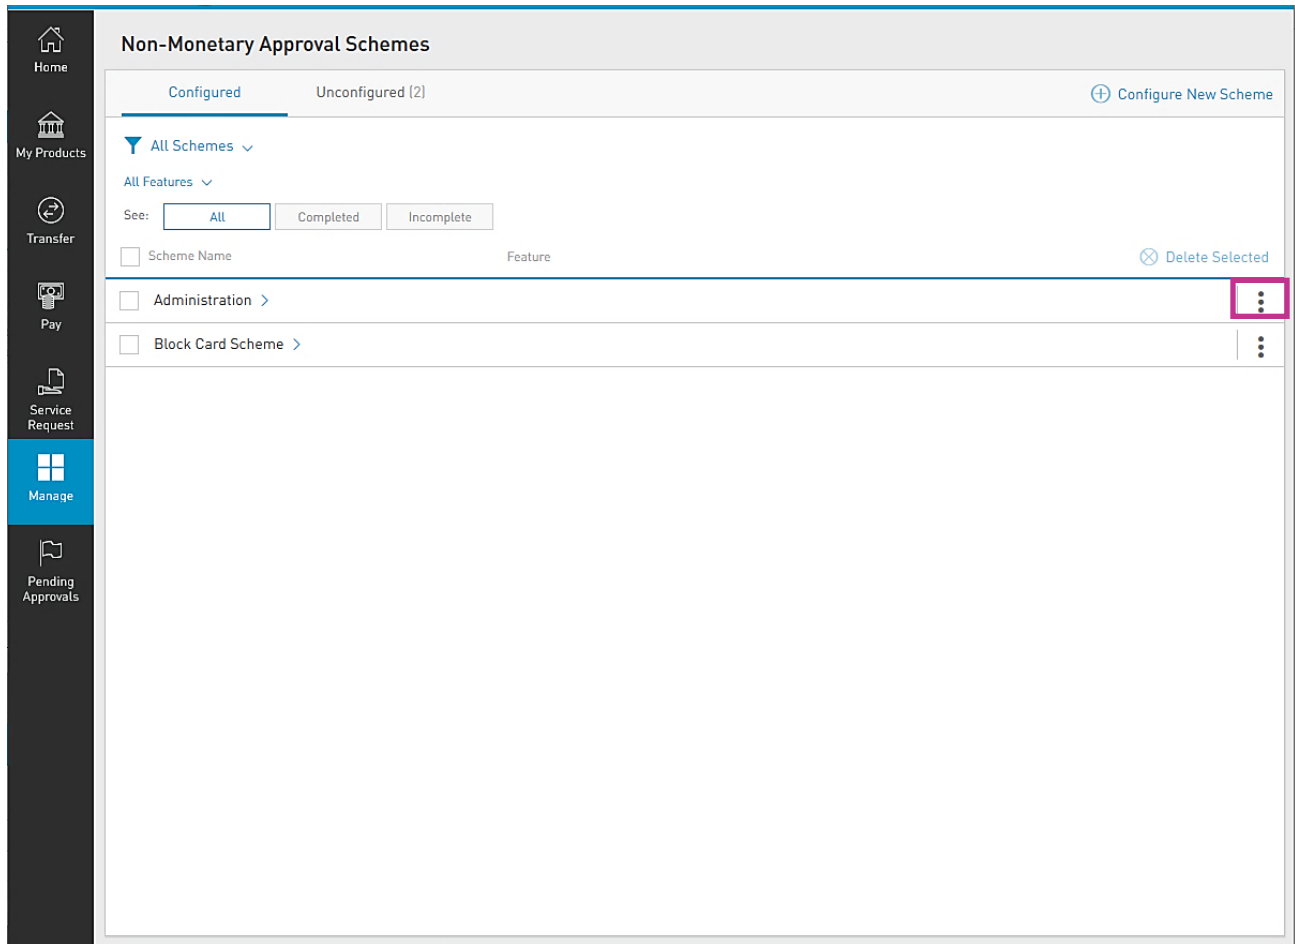 Home
My Products
Transfer
Pay
Service
Request
Manage
Pending
Approvals
Non-Monetary Approval Schemes
Configured Unconfigured (2) Configure New Scheme
All Schemes
All Features
See: All Completed Incomplete
Scheme Name Feature Delete Selected
Administration
Block Card Scheme